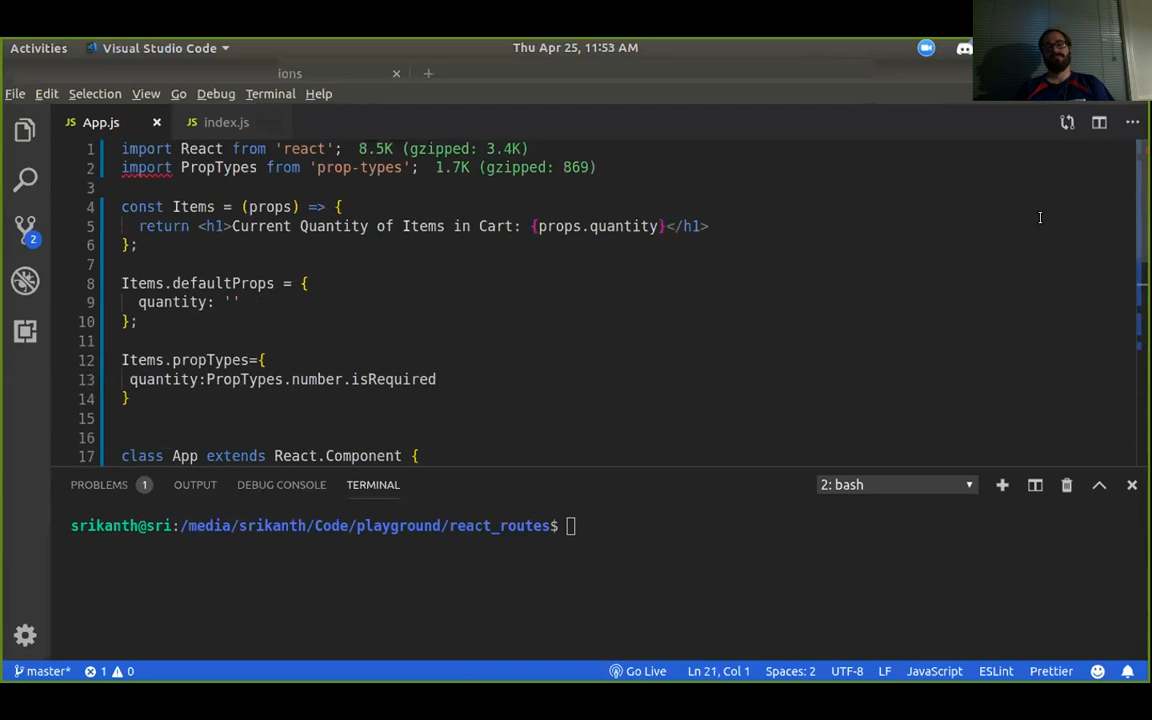 Activities Visual Studio Code Thu Apr 25, 11:53 AM
ions
File Edit Selection View Go Debug Terminal Help
JS App.js JS index.js
1 import React from 'react'; 8.5K (gzipped: 3.4K)
2 import PropTypes from 'prop-types'; 1.7K (gzipped: 869)
3
4 const Items = (props) => {
5 return <h1>Current Quantity of Items in Cart: {props.quantity}</h1>
6 };
7
8 Items.defaultProps = {
9 quantity: ''
10 };
11
12 Items.propTypes={
13 quantity:PropTypes.number.isRequired
14 }
15
16
17 class App extends React.Component {
2
PROBLEMS 1 OUTPUT DEBUG CONSOLE TERMINAL 2: bash
srikanth@sri:/media/srikanth/Code/playground/react_routes$
master* 1 0 Go Live Ln 21, Col 1 Spaces: 2 UTF-8 LF JavaScript ESLint Prettier